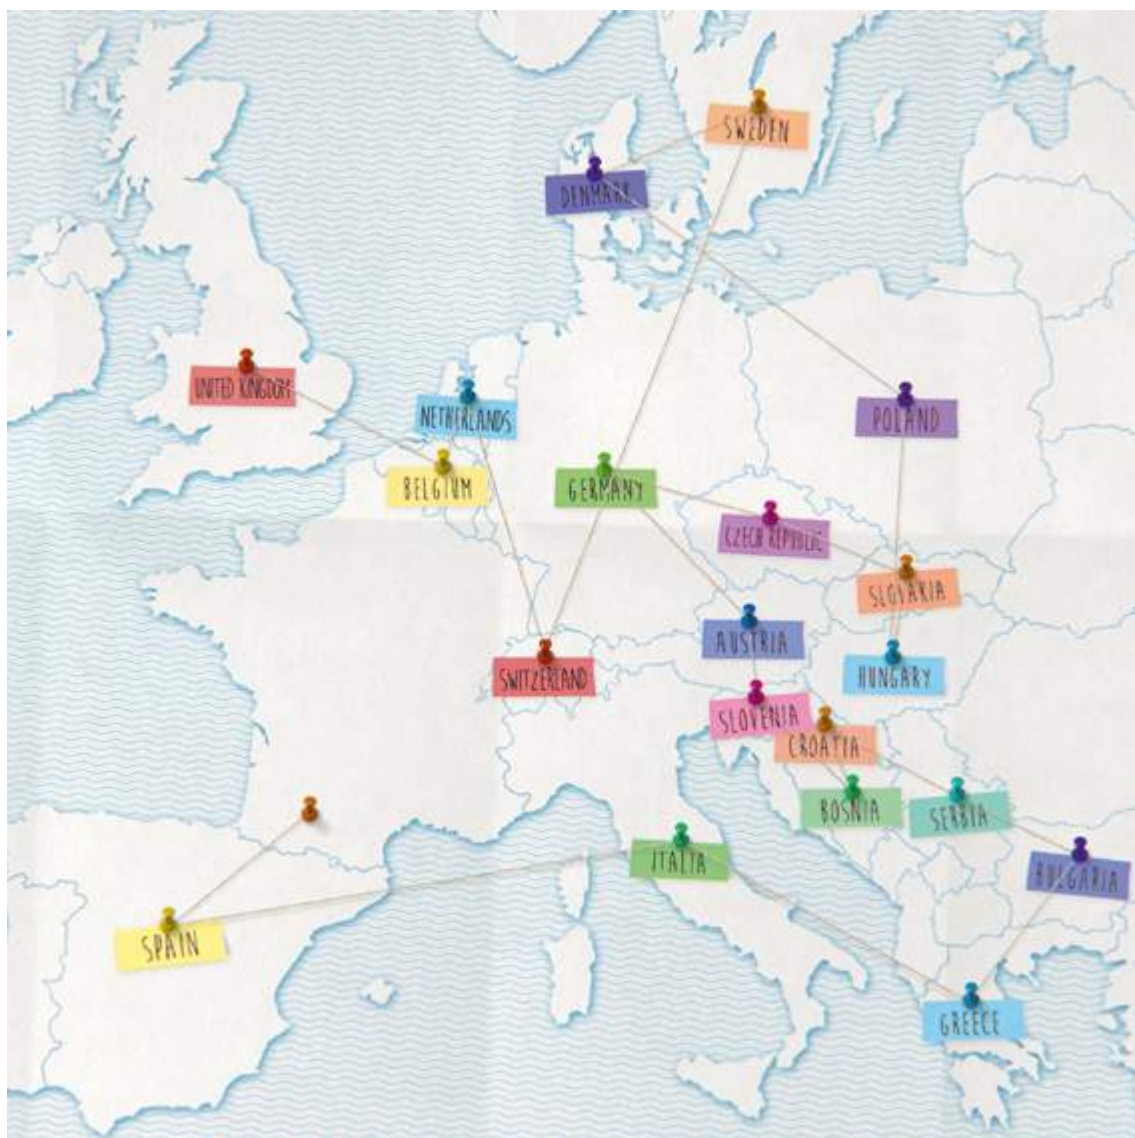 SWEDEN
DENMARK
UNITED KINGDOM
NETHERLANDS
POLAND
BELGIUM
GERMANY
CZECH REPUBLIC
SLOVAKIA
AUSTRIA
SWITZERLAND
HUNGARY
SLOVENIA
CROATIA
BOSNIA
SERBIA
ITALIA
BULGARIA
SPAIN
GREECE